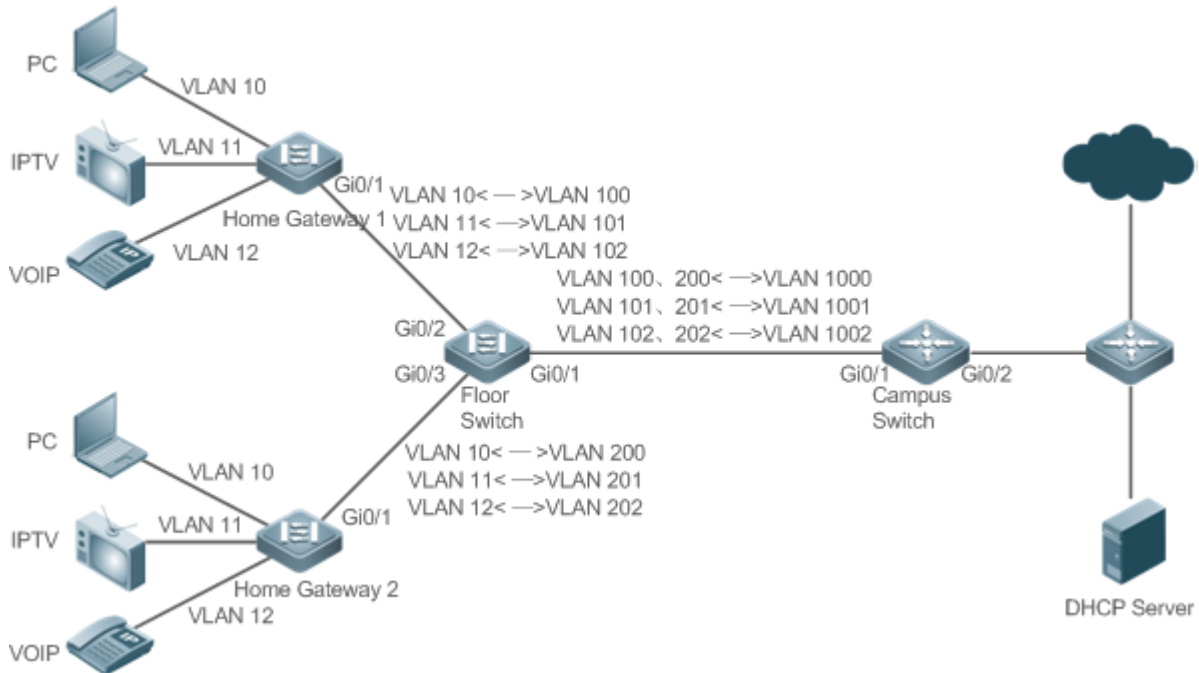 PC
VLAN 10
IPTV
VLAN 11
VOIP
VLAN 12
Gi0/1
Home Gateway 1
VLAN 10< — >VLAN 100
VLAN 11< —>VLAN 101
VLAN 12< —>VLAN 102
VLAN 100、200< —>VLAN 1000
VLAN 101、201< —>VLAN 1001
VLAN 102、202< —>VLAN 1002
Gi0/2
Gi0/3
Gi0/1
Floor
Switch
Gi0/1
Gi0/2
Campus
Switch
VLAN 10< — >VLAN 200
VLAN 11< —>VLAN 201
VLAN 12< —>VLAN 202
PC
VLAN 10
IPTV
VLAN 11
VOIP
VLAN 12
Gi0/1
Home Gateway 2
DHCP Server
IP
IP